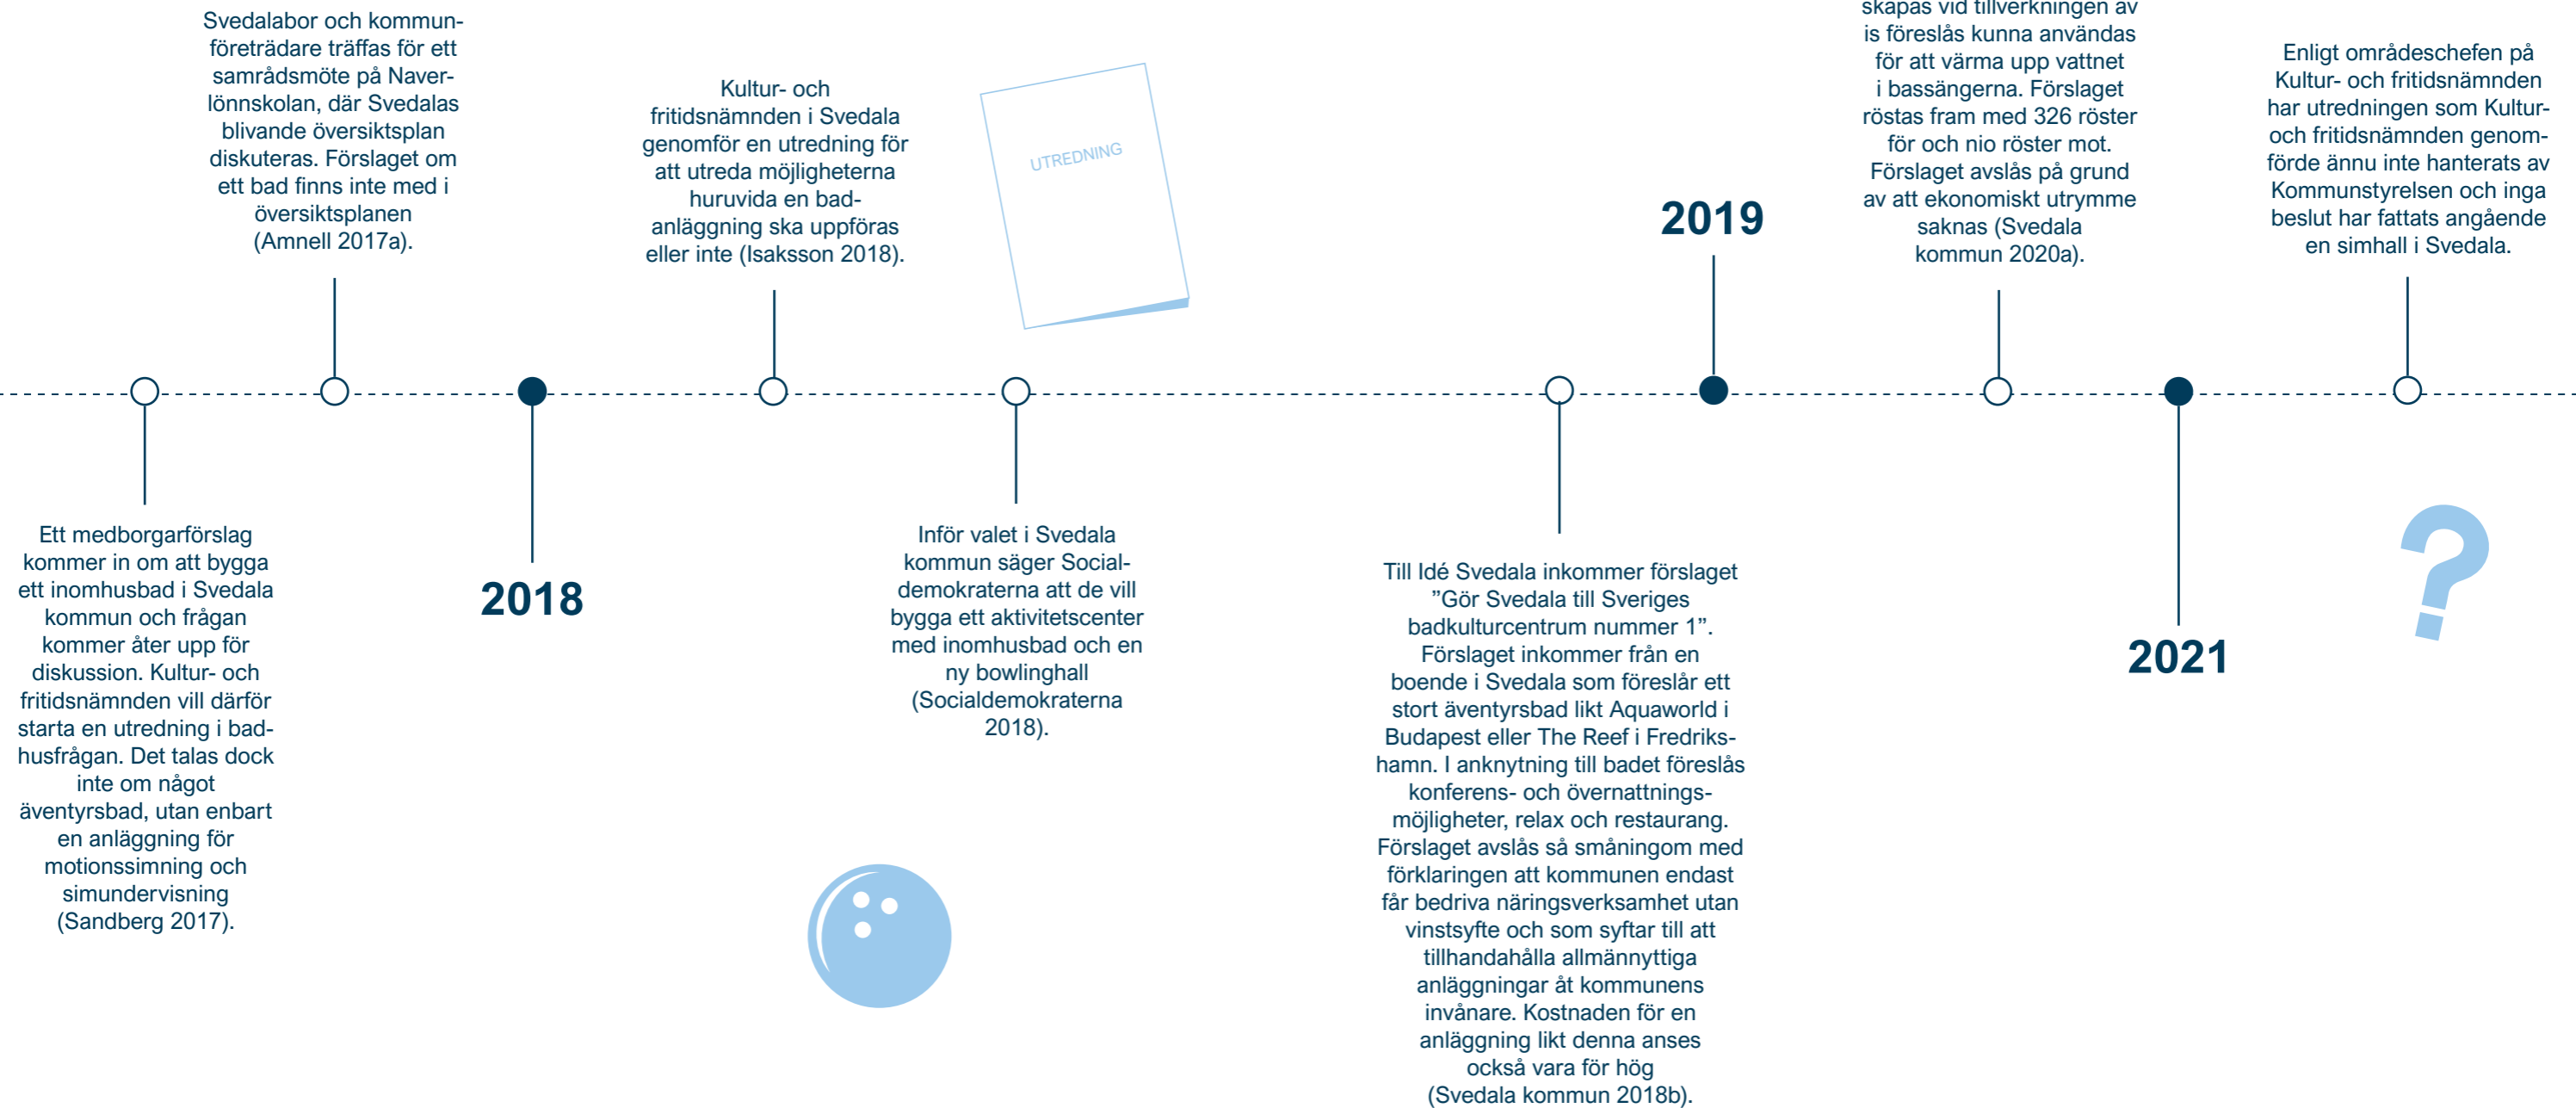 Ett medborgarförslag
kommer in om att bygga
ett inomhusbad i Svedala
kommun och frågan
kommer åter upp för
diskussion. Kultur- och
fritidsnämnden vill därför
starta en utredning i bad-
husfrågan. Det talas dock
inte om något
äventyrsbad, utan enbart
en anläggning för
motionssimning och
simundervisning
(Sandberg 2017).
Svedalabor och kommun-
företrädare träffas för ett
samrådsmöte på Naver-
lönnskolan, där Svedalas
blivande översiktsplan
diskuteras. Förslaget om
ett bad finns inte med i
översiktsplanen
(Amnell 2017a).
2018
Kultur- och
fritidsnämnden i Svedala
genomför en utredning för
att utreda möjligheterna
huruvida en bad-
anläggning ska uppföras
eller inte (Isaksson 2018).
UTREDNING
Inför valet i Svedala
kommun säger Social-
demokraterna att de vill
bygga ett aktivitetscenter
med inomhusbad och en
ny bowlinghall
(Socialdemokraterna
2018).
Till Idé Svedala inkommer förslaget
”Gör Svedala till Sveriges
badkulturcentrum nummer 1”.
Förslaget inkommer från en
boende i Svedala som föreslår ett
stort äventyrsbad likt Aquaworld i
Budapest eller The Reef i Fredriks-
hamn. I anknytning till badet föreslås
konferens- och övernattnings-
möjligheter, relax och restaurang.
Förslaget avslås så småningom med
förklaringen att kommunen endast
får bedriva näringsverksamhet utan
vinstsyfte och som syftar till att
tillhandahålla allmännyttiga
anläggningar åt kommunens
invånare. Kostnaden för en
anläggning likt denna anses
också vara för hög
(Svedala kommun 2018b).
2019
skapas vid tillverkningen av
is föreslås kunna användas
för att värma upp vattnet
i bassängerna. Förslaget
röstas fram med 326 röster
för och nio röster mot.
Förslaget avslås på grund
av att ekonomiskt utrymme
saknas (Svedala
kommun 2020a).
2021
Enligt områdeschefen på
Kultur- och fritidsnämnden
har utredningen som Kultur-
och fritidsnämnden genom-
förde ännu inte hanterats av
Kommunstyrelsen och inga
beslut har fattats angående
en simhall i Svedala.
?